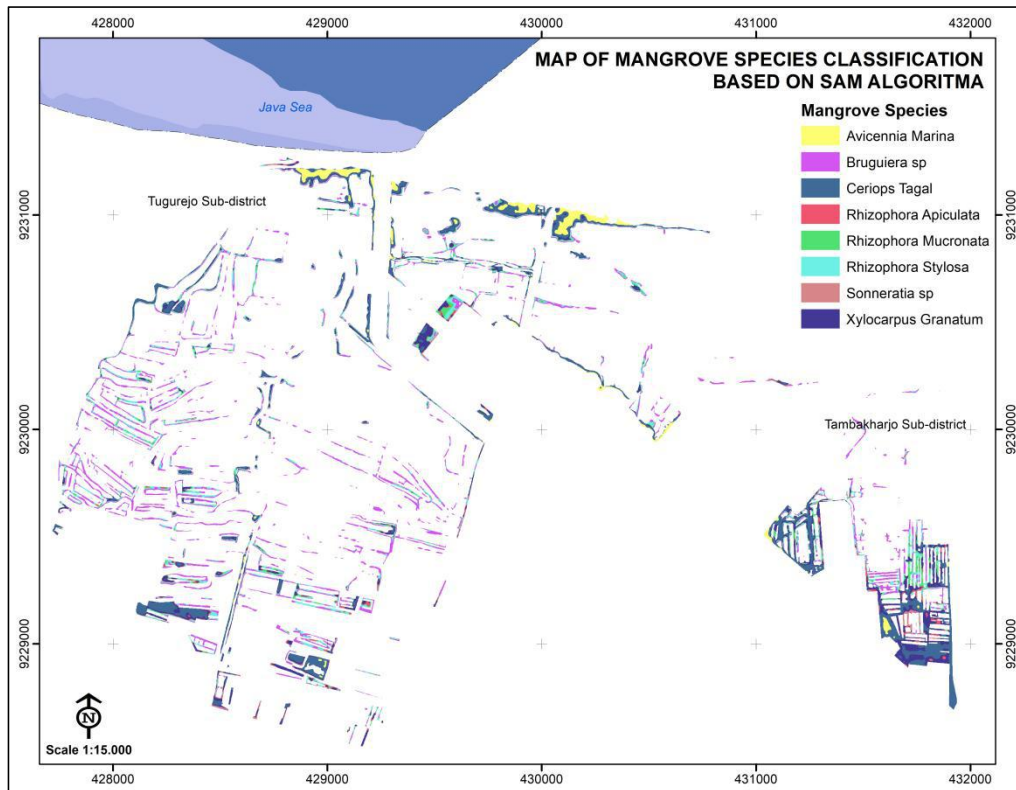 428000 429000 430000 431000 432000
MAP OF MANGROVE SPECIES CLASSIFICATION
BASED ON SAM ALGORITMA
Java Sea
Mangrove Species
Avicennia Marina
Bruguiera sp
Ceriops Tagal
Rhizophora Apiculata
Rhizophora Mucronata
Rhizophora Stylosa
Sonneratia sp
Xylocarpus Granatum
Tugurejo Sub-district
9231000 9231000
9230000 9230000
Tambakharjo Sub-district
9229000 9229000
N
Scale 1:15.000
428000 429000 430000 431000 432000